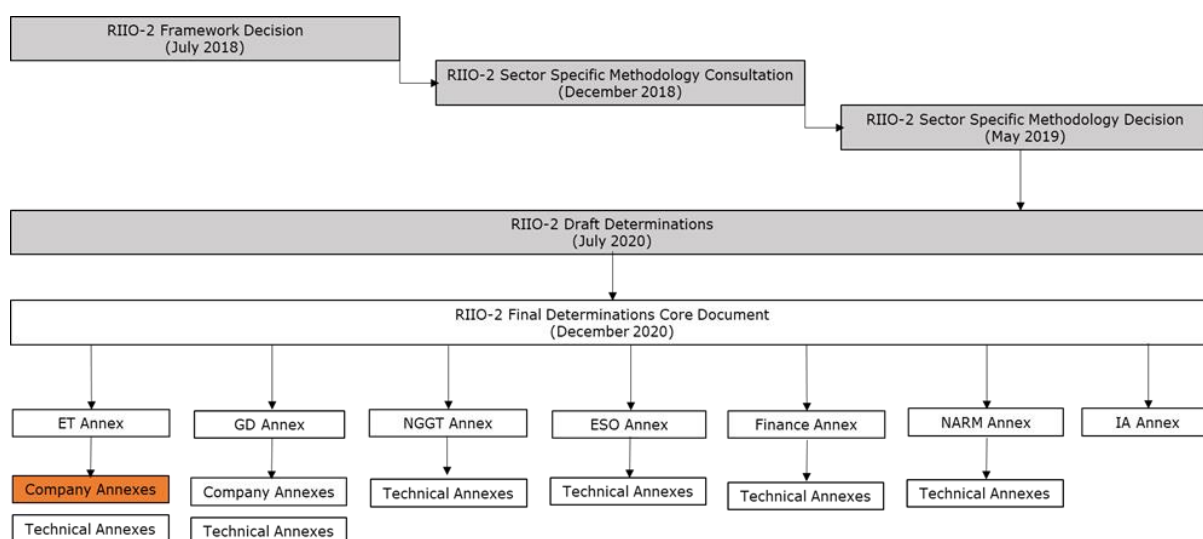 RIIO-2 Framework Decision
(July 2018)
RIIO-2 Sector Specific Methodology Consultation
(December 2018)
RIIO-2 Sector Specific Methodology Decision
(May 2019)
RIIO-2 Draft Determinations
(July 2020)
RIIO-2 Final Determinations Core Document
(December 2020)
ET Annex
GD Annex
NGGT Annex
ESO Annex
Finance Annex
NARM Annex
IA Annex
Company Annexes
Company Annexes
Technical Annexes
Technical Annexes
Technical Annexes
Technical Annexes
Technical Annexes
Technical Annexes